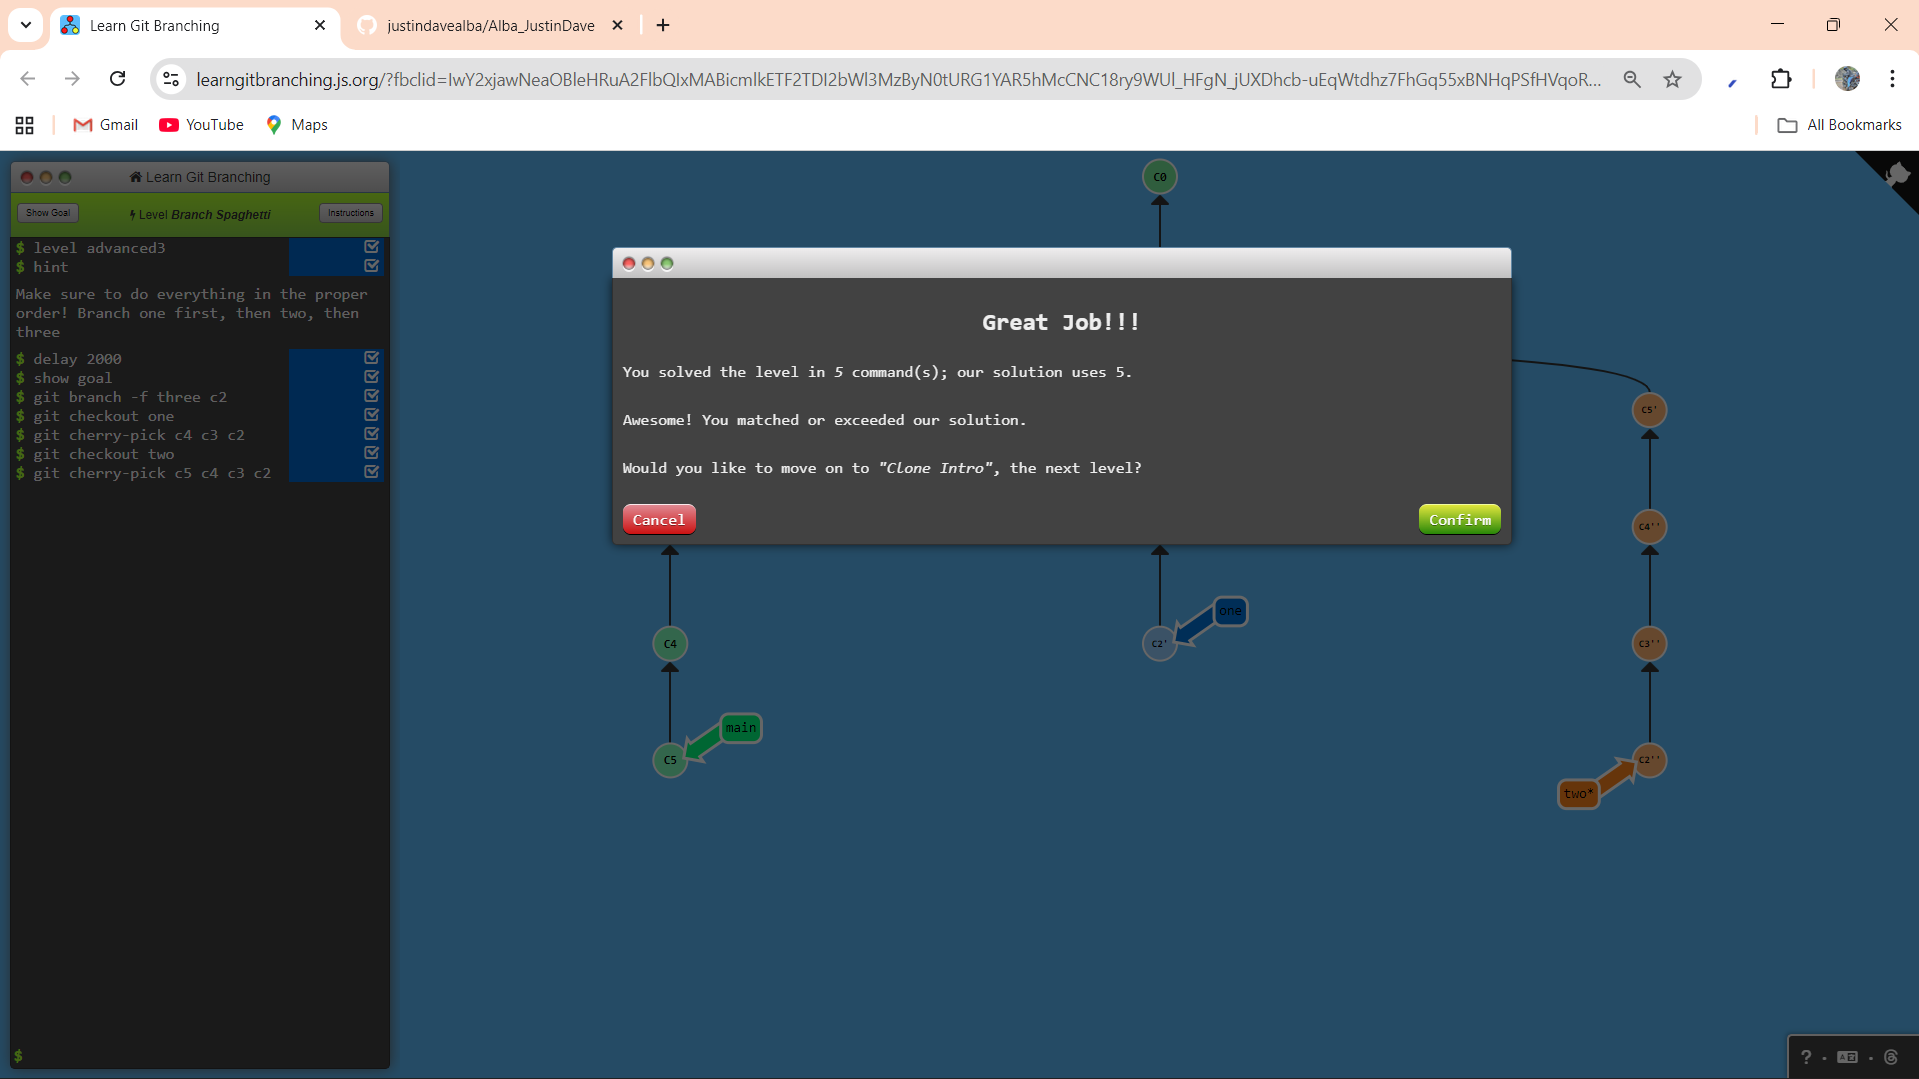 Learn Git Branching
justindavealba/Alba_JustinDave
learngitbranching.js.org/?fbclid=IwY2xjawNeaOBleHRuA2FlbQIxMABicmlkETF2TDI2bWl3MzByN0tURG1YAR5hMcCNC18ry9WUl_HFgN_jUXDhcb-uEqWtdhz7FhGq55xBNHqPSfHVqoR...
Gmail
YouTube
Maps
All Bookmarks
Learn Git Branching
Show Goal
Level Branch Spaghetti
Instructions
$ level advanced3
$ hint
Make sure to do everything in the proper
order! Branch one first, then two, then
three
$ delay 2000
$ show goal
$ git branch -f three c2
$ git checkout one
$ git cherry-pick c4 c3 c2
$ git checkout two
$ git cherry-pick c5 c4 c3 c2
$
C0
Great Job!!!
You solved the level in 5 command(s); our solution uses 5.
Awesome! You matched or exceeded our solution.
Would you like to move on to "Clone Intro", the next level?
Cancel
Confirm
C5'
C4''
one
C4
C2'
C3''
main
C5
C2''
two*
?